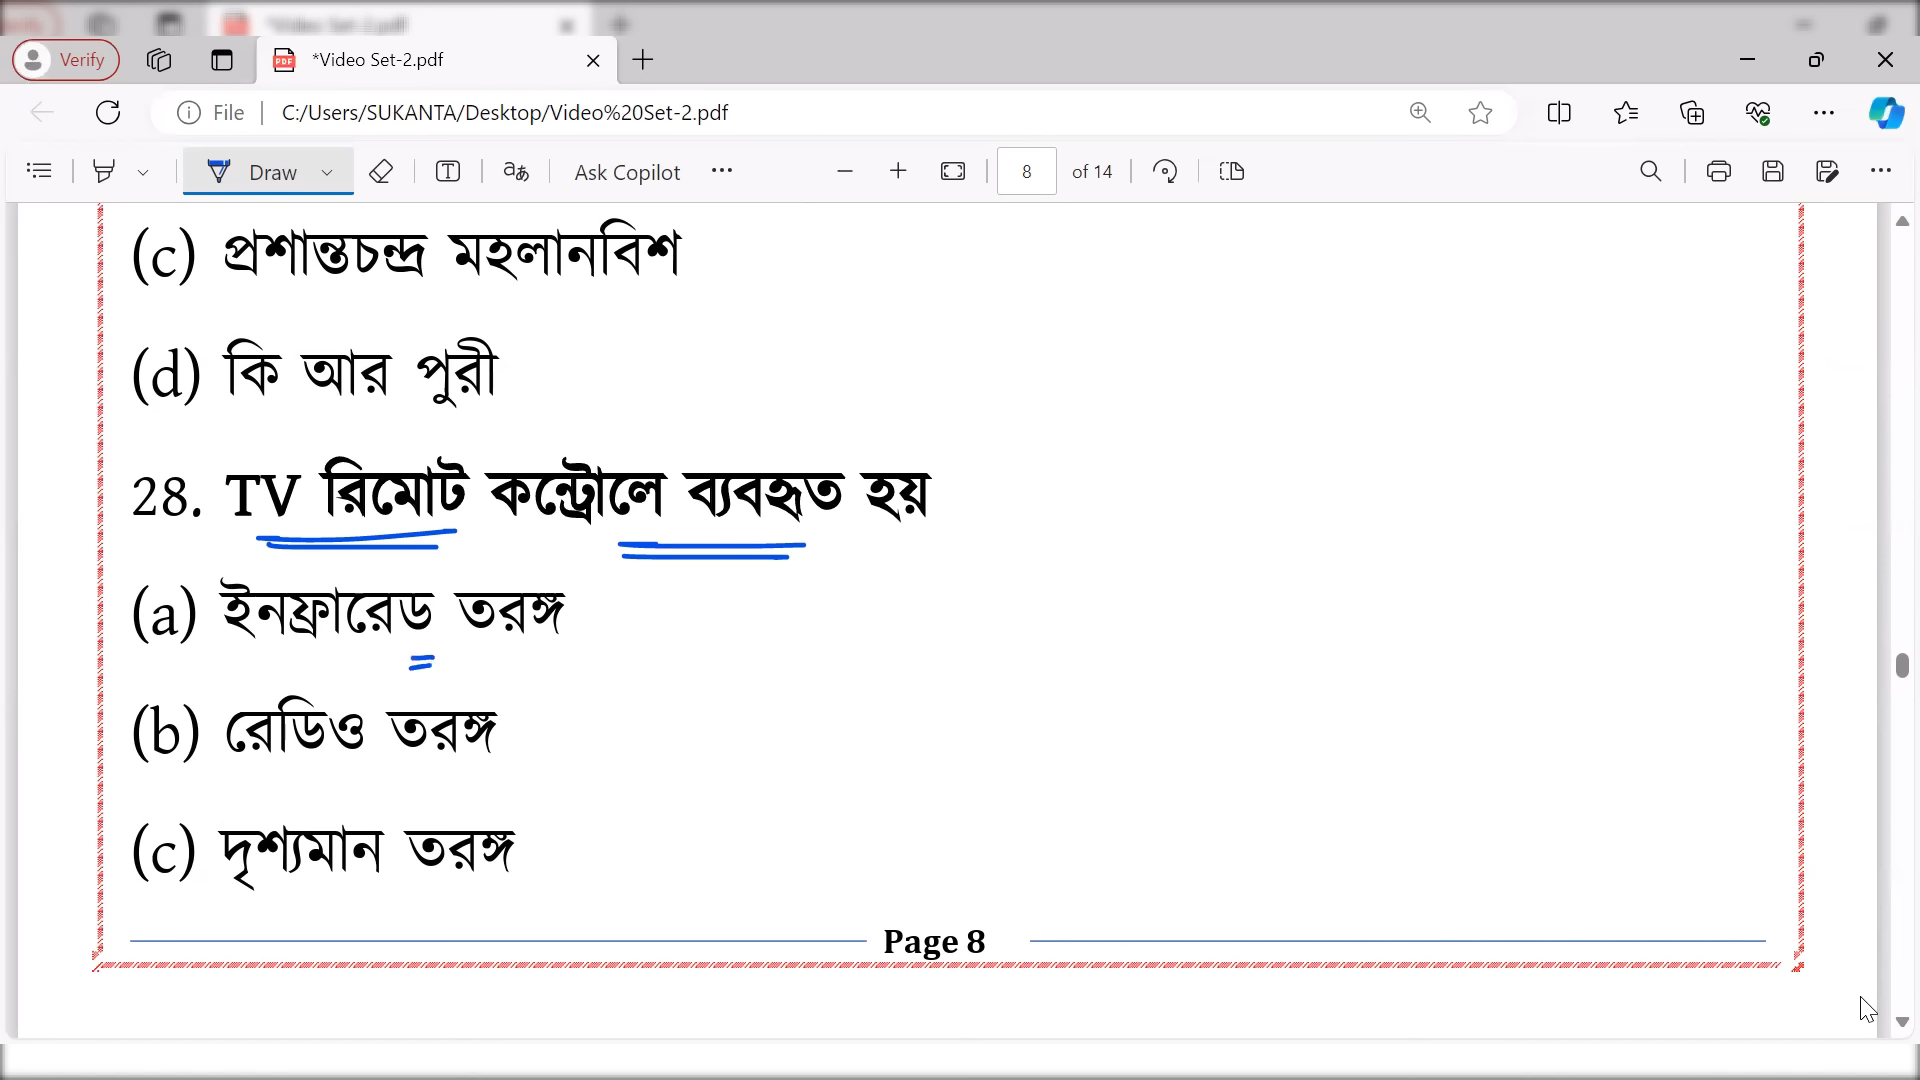 Verify
*Video Set-2.pdf
File
C:/Users/SUKANTA/Desktop/Video%20Set-2.pdf
Draw
Ask Copilot
8
of 14
(c) প্রশান্তচন্দ্র মহলানবিশ
(d) কি আর পুরী
28. TV রিমোট কন্ট্রোলে ব্যবহৃত হয়
(a) ইনফ্রারেড তরঙ্গ
(b) রেডিও তরঙ্গ
(c) দৃশ্যমান তরঙ্গ
Page 8